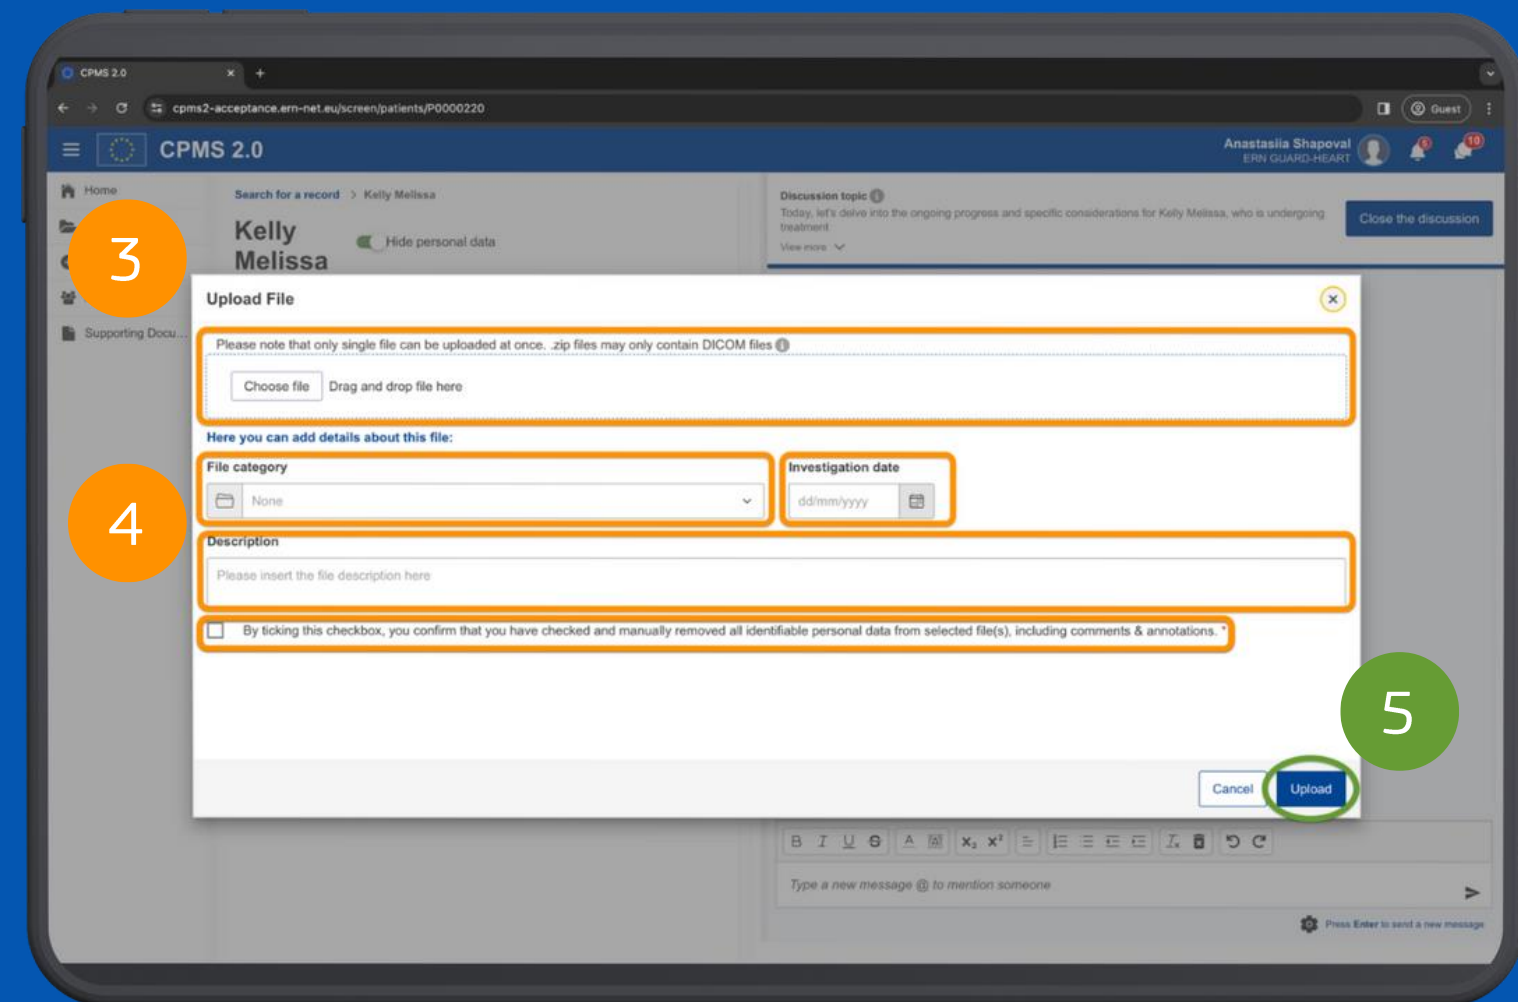 CPMS 2.0
cpms2-acceptance.ern-net.eu/screen/patients/P0000220
Guest
CPMS 2.0
Anastasiia Shapoval
ERN GUARD-HEART
10
Home
Supporting Docu...
Search for a record > Kelly Melissa
Kelly
Melissa
Hide personal data
Discussion topic
Today, let's delve into the ongoing progress and specific considerations for Kelly Melissa, who is undergoing
treatment
View more
Close the discussion
3
Upload File
Please note that only single file can be uploaded at once. .zip files may only contain DICOM files
Choose file Drag and drop file here
Here you can add details about this file:
4
File category
None
Investigation date
dd/mm/yyyy
Description
Please insert the file description here
By ticking this checkbox, you confirm that you have checked and manually removed all identifiable personal data from selected file(s), including comments & annotations. *
5
Cancel Upload
Type a new message @ to mention someone
Press Enter to send a new message